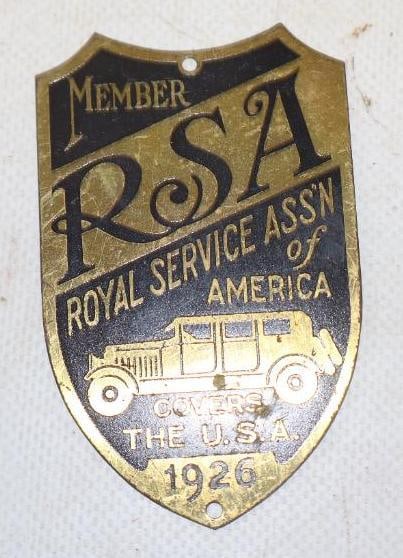 MEMBER
RSA
ROYAL SERVICE ASS'N
of
AMERICA
COVERS
THE U.S.A.
1926